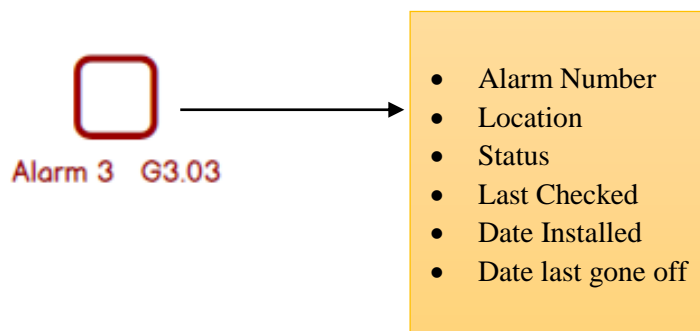 Alarm 3 G3.03
• Alarm Number
• Location
• Status
• Last Checked
• Date Installed
• Date last gone off